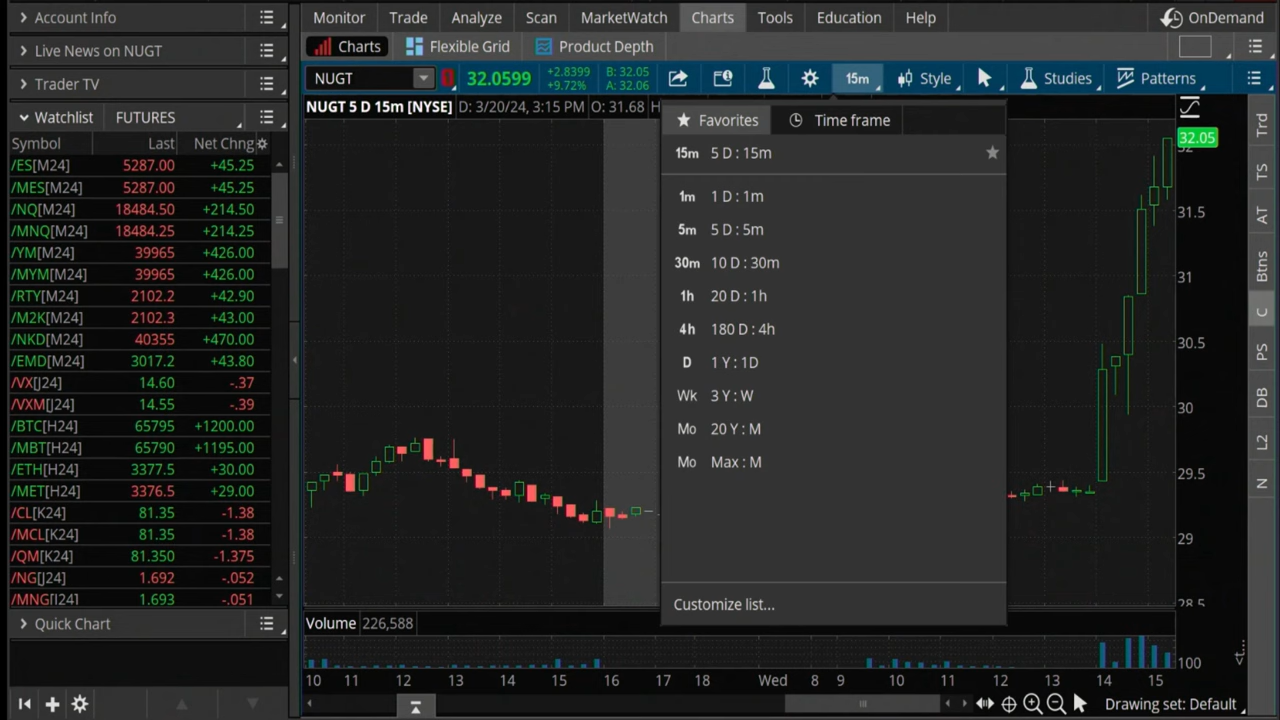 Account Info
Live News on NUGT
Trader TV
Watchlist FUTURES
Symbol Last Net Chng
/ES[M24] 5287.00 +45.25
/MES[M24] 5287.00 +45.25
/NQ[M24] 18484.50 +214.50
/MNQ[M24] 18484.25 +214.25
/YM[M24] 39965 +426.00
/MYM[M24] 39965 +426.00
/RTY[M24] 2102.2 +42.90
/M2K[M24] 2102.3 +43.00
/NKD[M24] 40355 +470.00
/EMD[M24] 3017.2 +43.80
/VX[J24] 14.60 -.37
/VXM[J24] 14.55 -.39
/BTC[H24] 65795 +1200.00
/MBT[H24] 65790 +1195.00
/ETH[H24] 3377.5 +30.00
/MET[H24] 3376.5 +29.00
/CL[K24] 81.35 -1.38
/MCL[K24] 81.35 -1.38
/QM[K24] 81.350 -1.375
/NG[J24] 1.692 -.052
/MNG[J24] 1.693 -.051
Quick Chart
Monitor Trade Analyze Scan MarketWatch Charts Tools Education Help OnDemand
Charts Flexible Grid Product Depth
NUGT 32.0599 +2.8399 B: 32.05 15m Style Studies Patterns
+9.72% A: 32.06
NUGT 5 D 15m [NYSE] D: 3/20/24, 3:15 PM O: 31.68 H
Favorites Time frame
15m 5 D : 15m
1m 1 D : 1m
5m 5 D : 5m
30m 10 D : 30m
1h 20 D : 1h
4h 180 D : 4h
D 1 Y : 1D
Wk 3 Y : W
Mo 20 Y : M
Mo Max : M
Customize list...
32.05
32
31.5
31
30.5
30
29.5
29
28.5
Volume 226,588
100
10 11 12 13 14 15 16 17 18 Wed 8 9 10 11 12 13 14 15
Drawing set: Default
Trd
TS
AT
Btns
C
PS
DB
L2
N